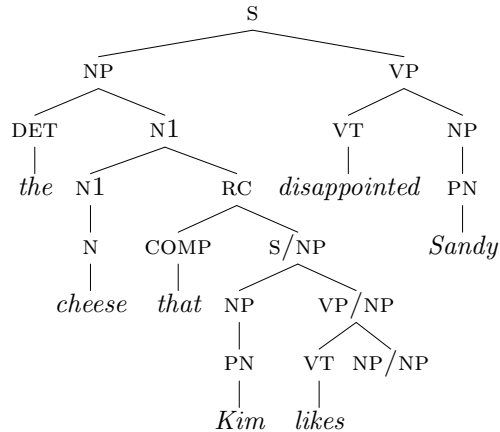 S
NP VP
DET N1 VT NP
the N1 RC disappointed PN
N COMP S/NP Sandy
cheese that NP VP/NP
PN VT NP/NP
Kim likes